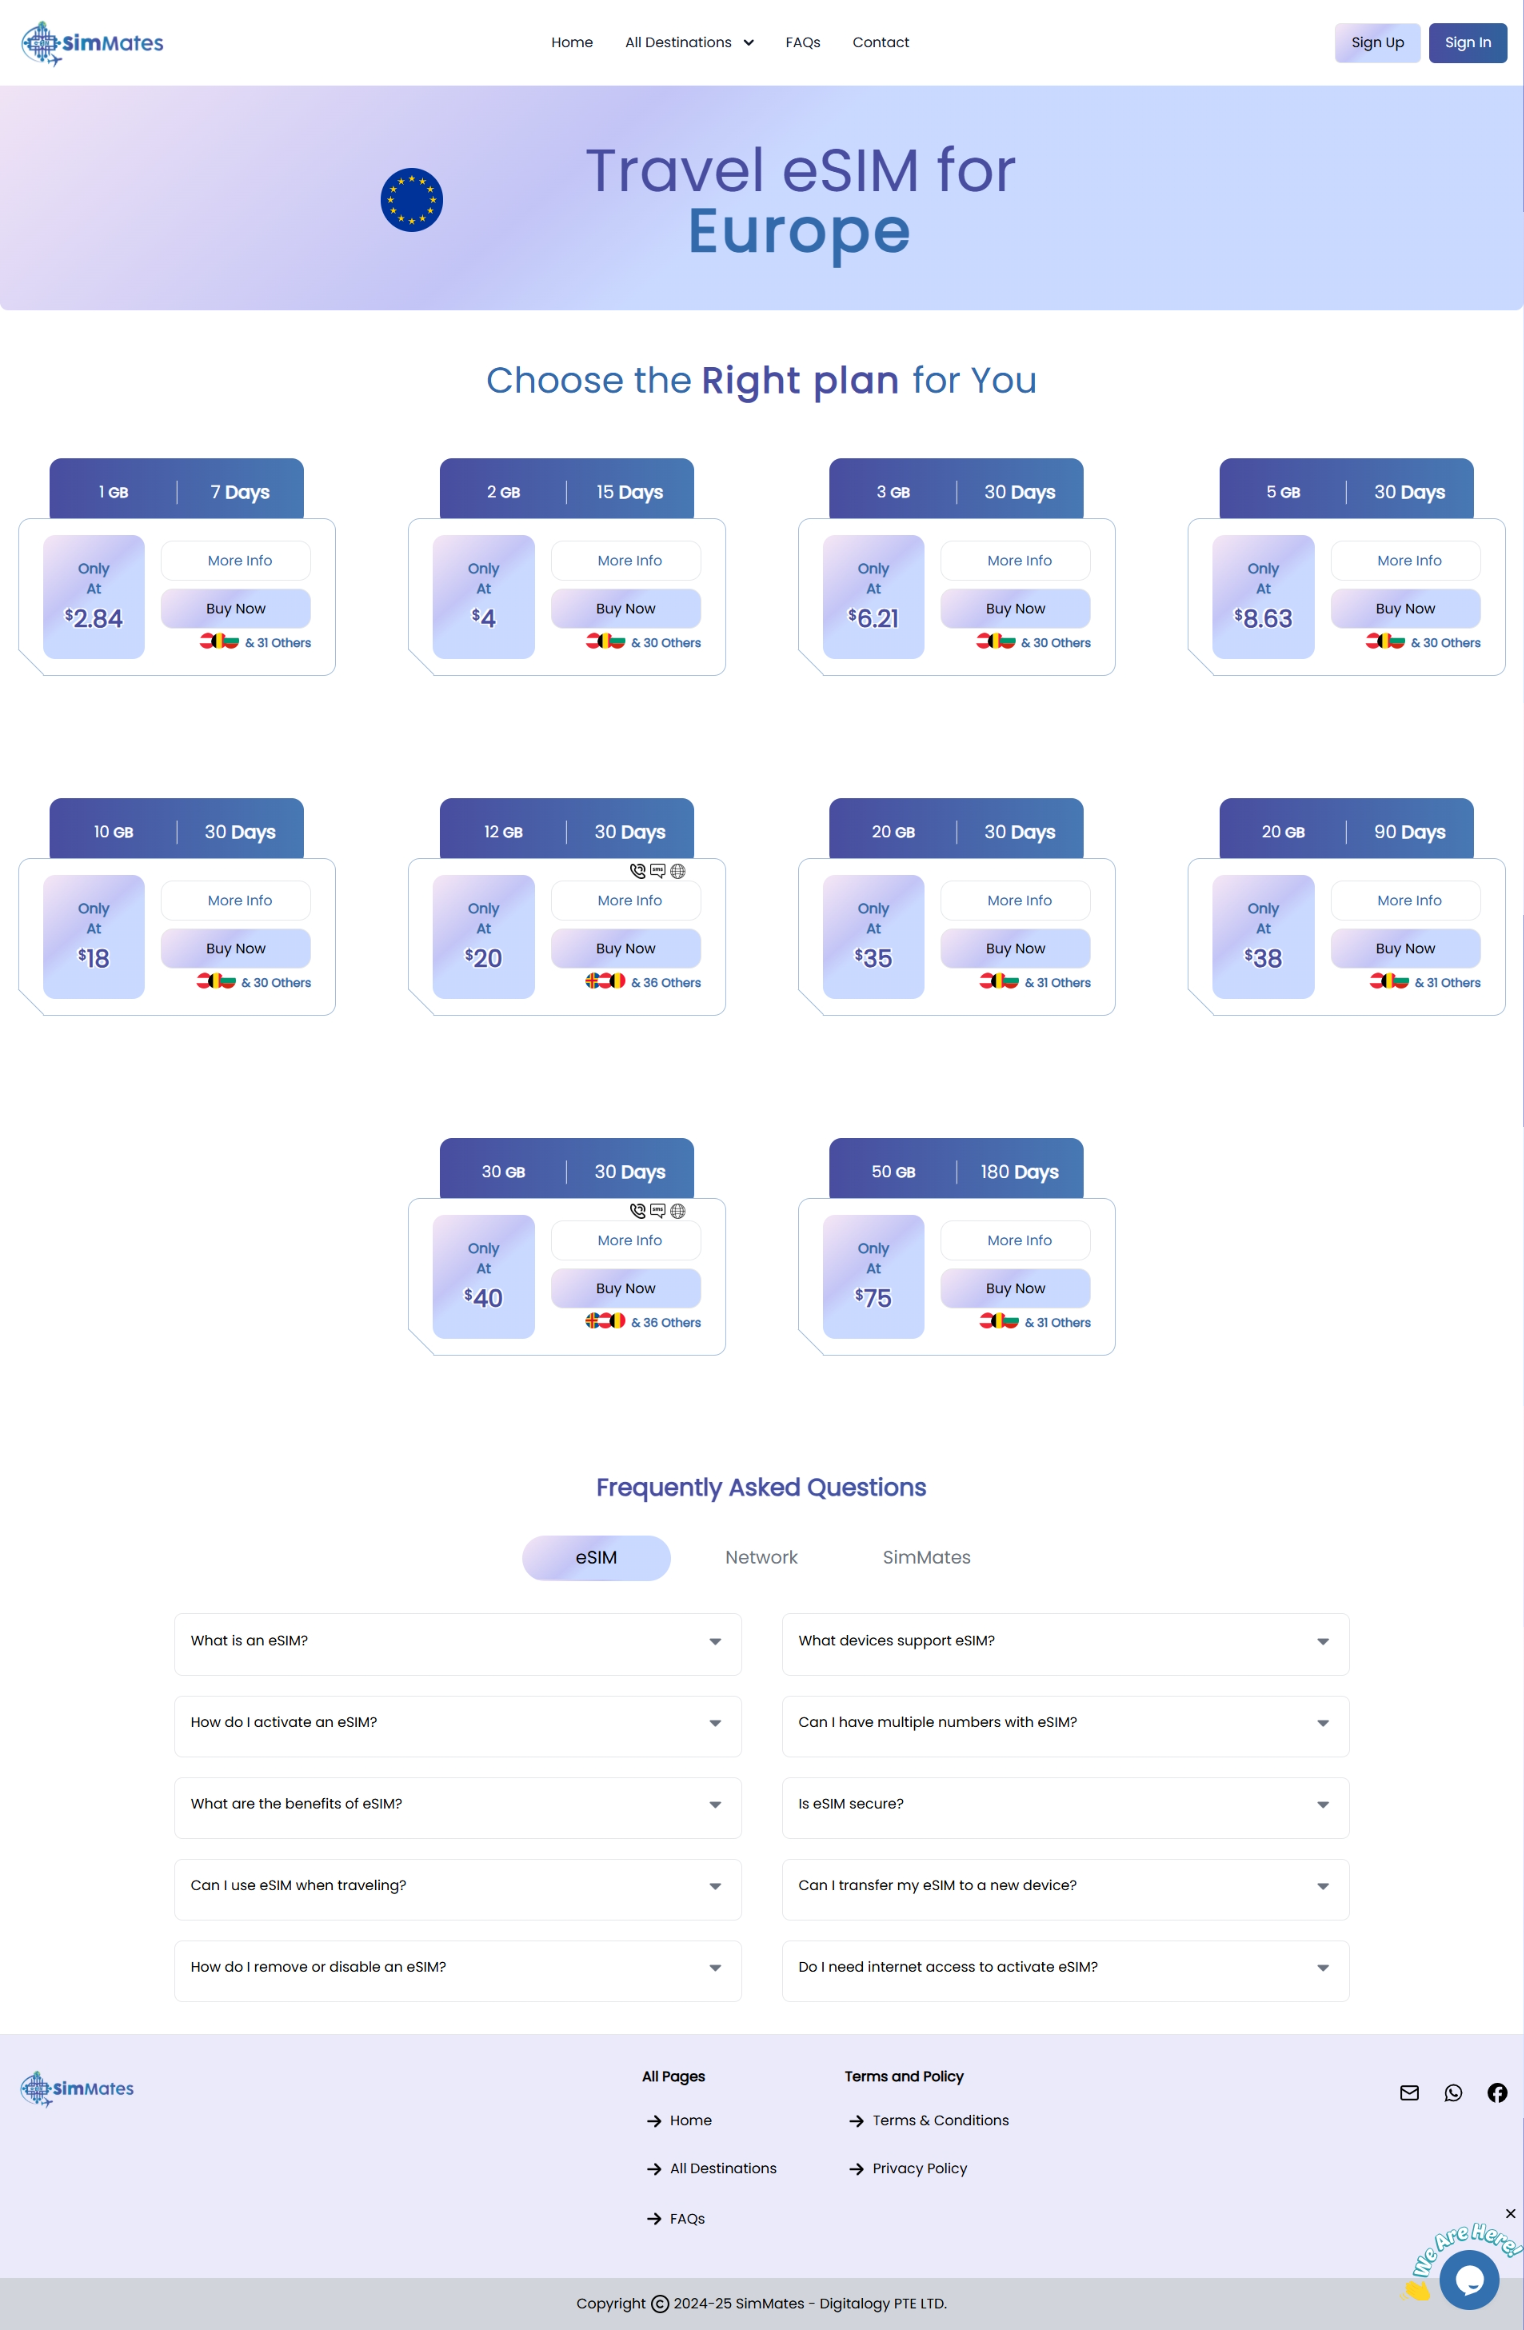 SimMates
Home
All Destinations
FAQs
Contact
Sign Up
Sign In
Travel eSIM for
Europe
Choose the Right plan for You
1 GB
7 Days
Only
At
$2.84
More Info
Buy Now
& 31 Others
2 GB
15 Days
Only
At
$4
More Info
Buy Now
& 30 Others
3 GB
30 Days
Only
At
$6.21
More Info
Buy Now
& 30 Others
5 GB
30 Days
Only
At
$8.63
More Info
Buy Now
& 30 Others
10 GB
30 Days
Only
At
$18
More Info
Buy Now
& 30 Others
12 GB
30 Days
Only
At
$20
More Info
Buy Now
& 36 Others
20 GB
30 Days
Only
At
$35
More Info
Buy Now
& 31 Others
20 GB
90 Days
Only
At
$38
More Info
Buy Now
& 31 Others
30 GB
30 Days
Only
At
$40
More Info
Buy Now
& 36 Others
50 GB
180 Days
Only
At
$75
More Info
Buy Now
& 31 Others
Frequently Asked Questions
eSIM
Network
SimMates
What is an eSIM?
What devices support eSIM?
How do I activate an eSIM?
Can I have multiple numbers with eSIM?
What are the benefits of eSIM?
Is eSIM secure?
Can I use eSIM when traveling?
Can I transfer my eSIM to a new device?
How do I remove or disable an eSIM?
Do I need internet access to activate eSIM?
SimMates
All Pages
Home
All Destinations
FAQs
Terms and Policy
Terms & Conditions
Privacy Policy
We Are Here!
Copyright © 2024-25 SimMates - Digitalogy PTE LTD.